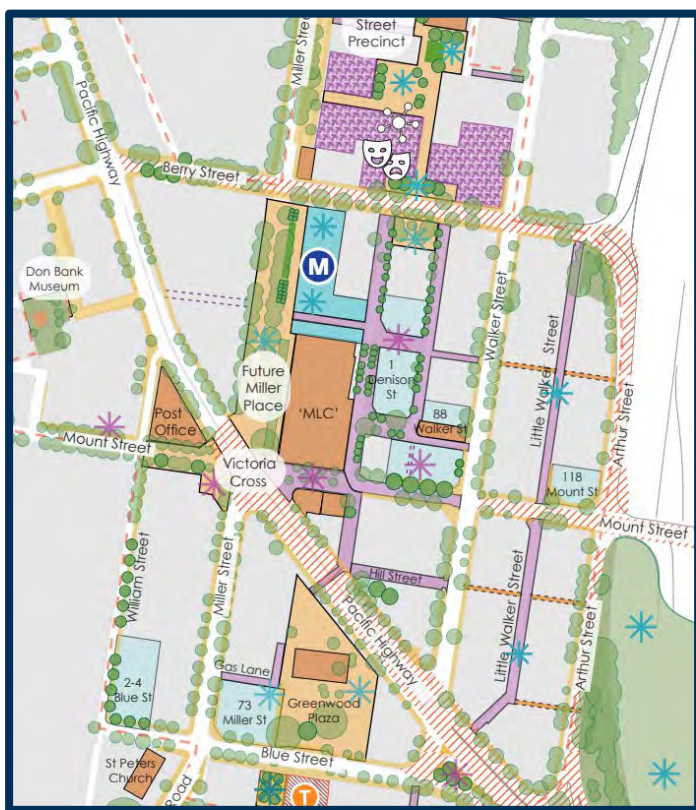 Street
Precinct
Miller Street
Pacific Highway
Berry Street
M
Don Bank
Museum
Walker Street
Little Walker Street
Arthur Street
1
Denison
St
Future
Miller
Place
'MLC'
88
Walker St
Post
Office
Mount Street
Victoria
Cross
118
Mount St
Mount Street
William Street
Miller Street
Hill Street
Pacific Highway
Little Walker Street
Arthur Street
Gas Lane
2-4
Blue St
73
Miller St
Greenwood
Plaza
Blue Street
St Peters
Church
Road
T